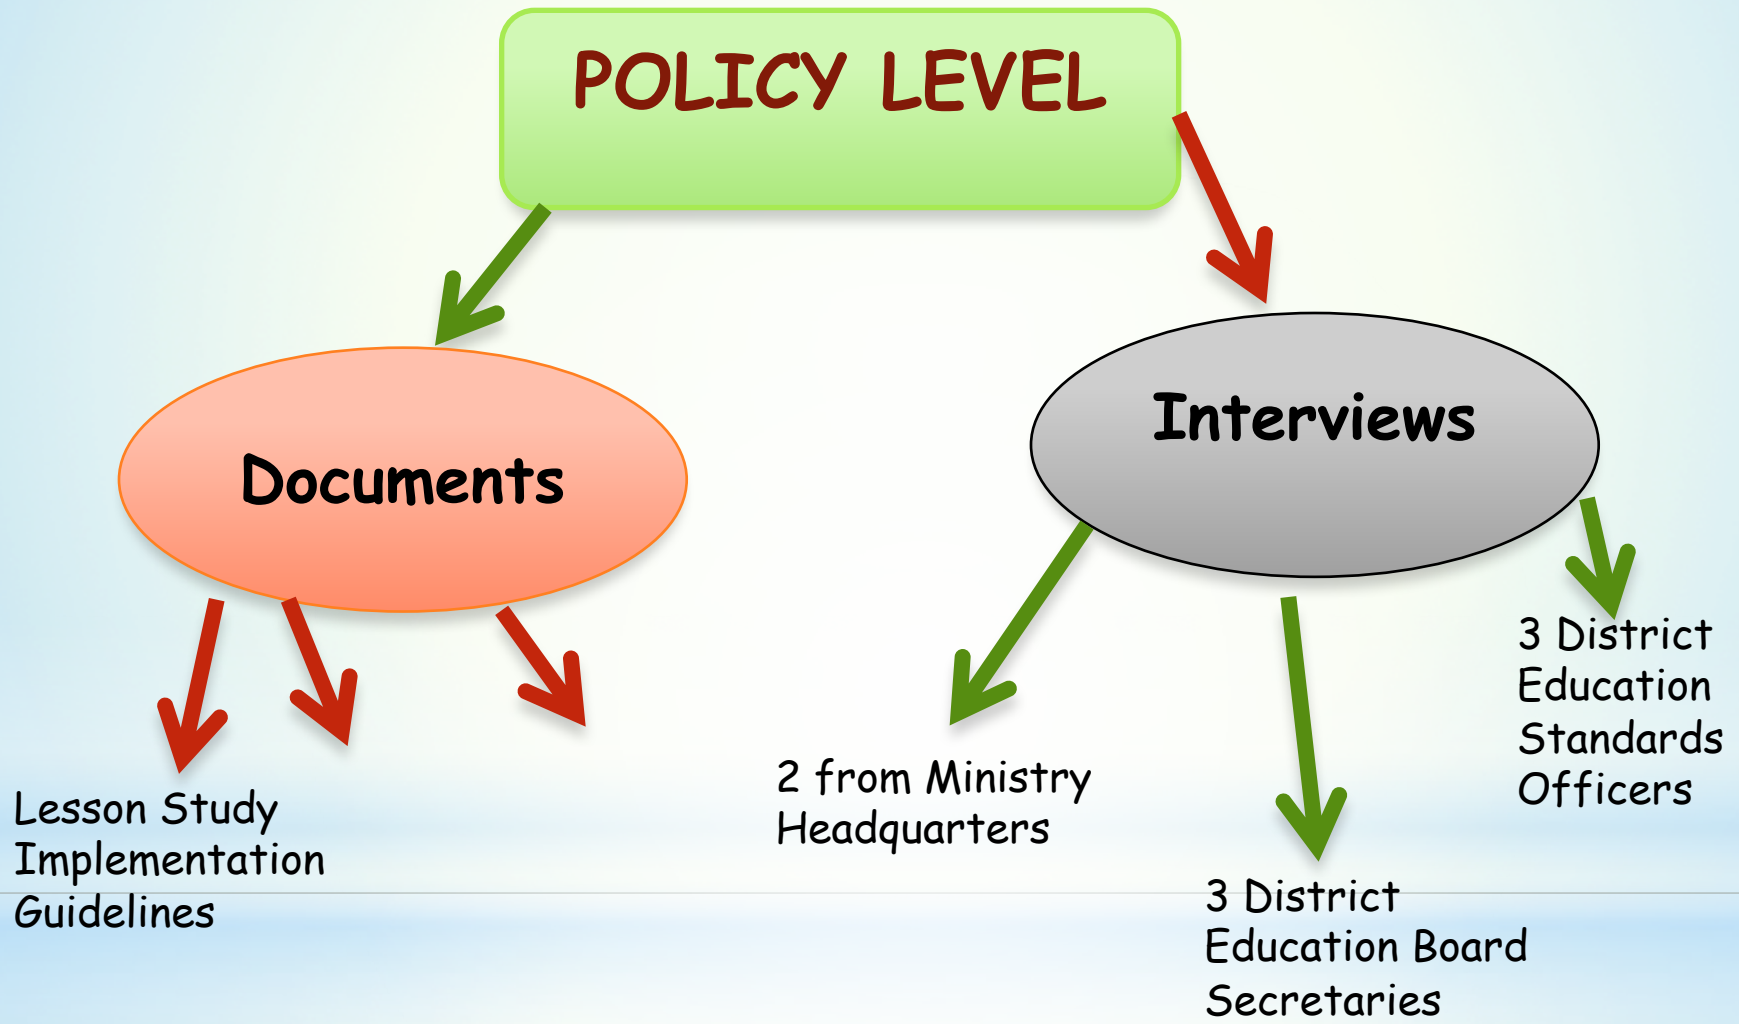 POLICY LEVEL
Documents
Interviews
Lesson Study
Implementation
Guidelines
2 from Ministry
Headquarters
3 District
Education Board
Secretaries
3 District
Education
Standards
Officers